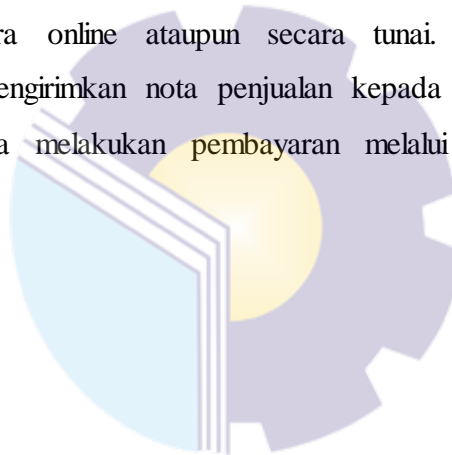 ra online ataupun secara tunai.
engirimkan nota penjualan kepada
a melakukan pembayaran melalui